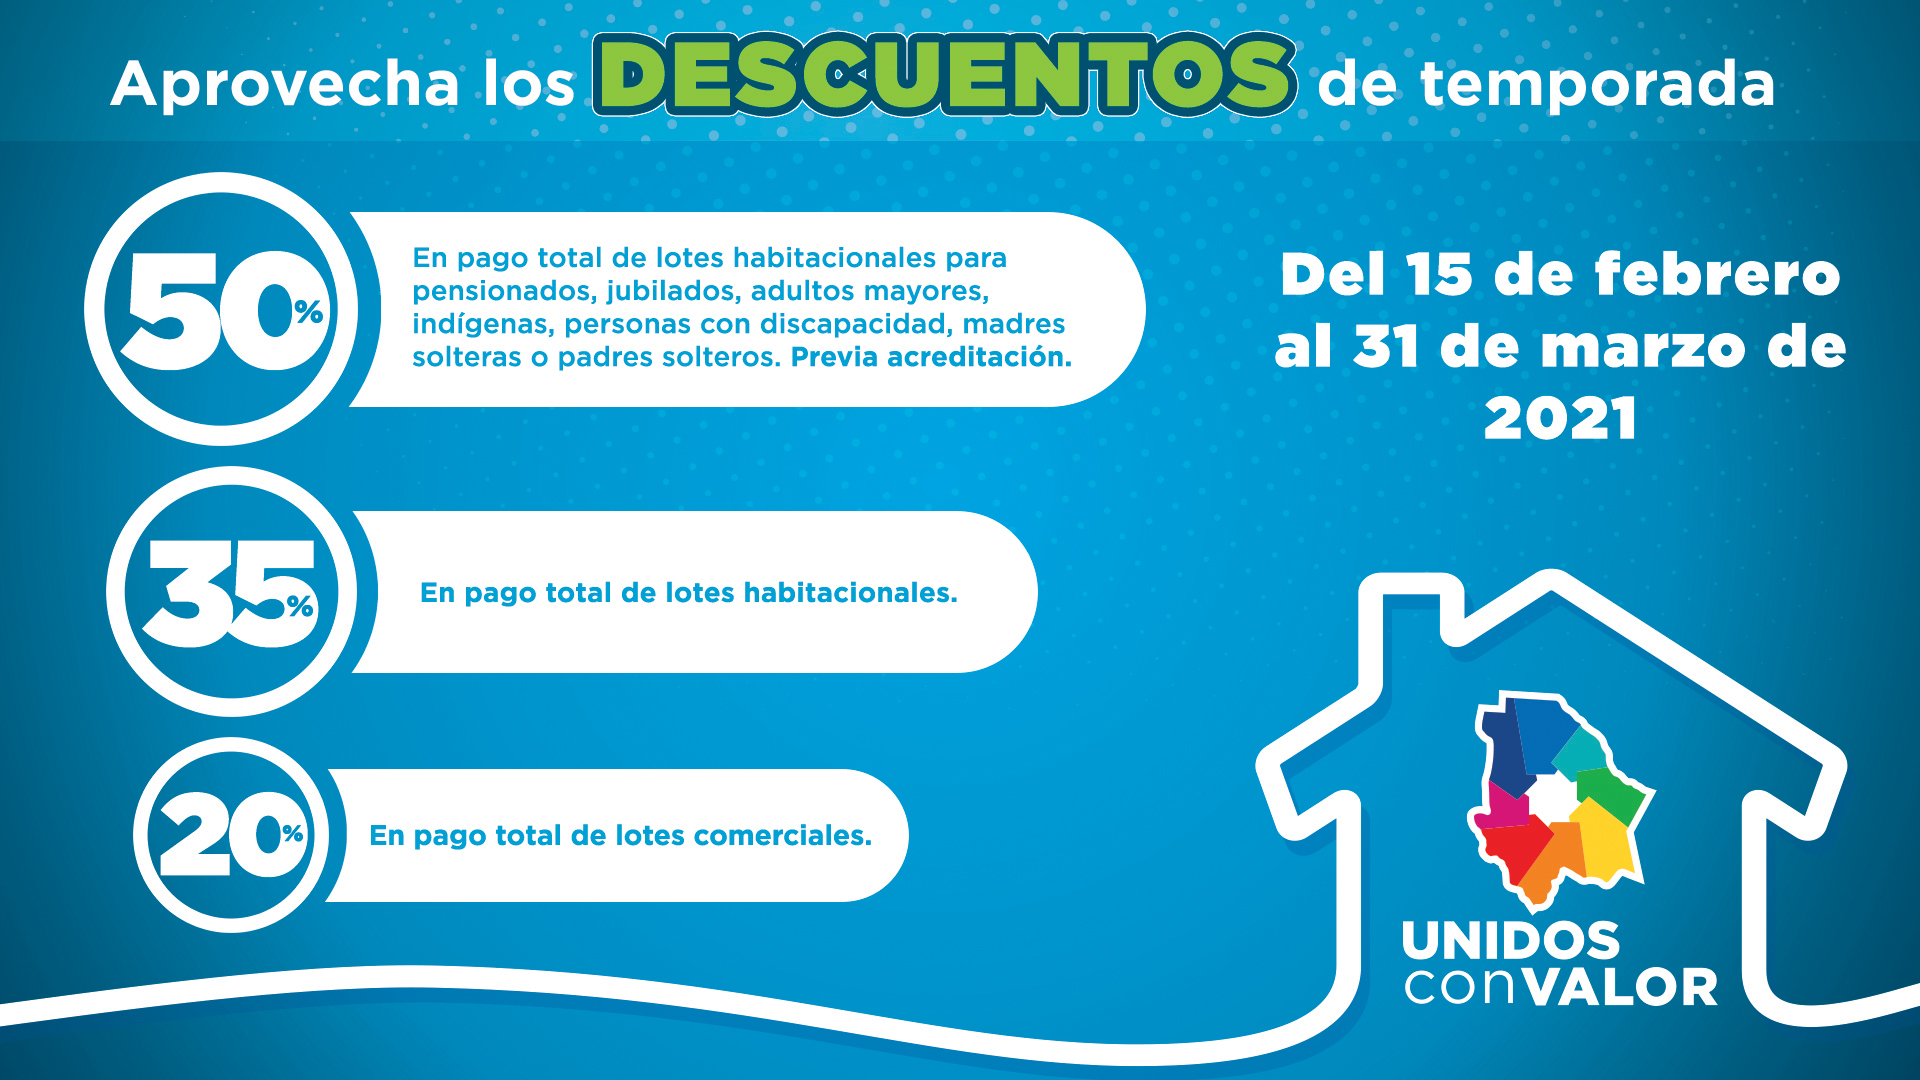 Aprovecha los DESCUENTOS de temporada
50%
En pago total de lotes habitacionales para
pensionados, jubilados, adultos mayores,
indígenas, personas con discapacidad, madres
solteras o padres solteros. Previa acreditación.
Del 15 de febrero
al 31 de marzo de
2021
35%
En pago total de lotes habitacionales.
20%
En pago total de lotes comerciales.
UNIDOS
conVALOR